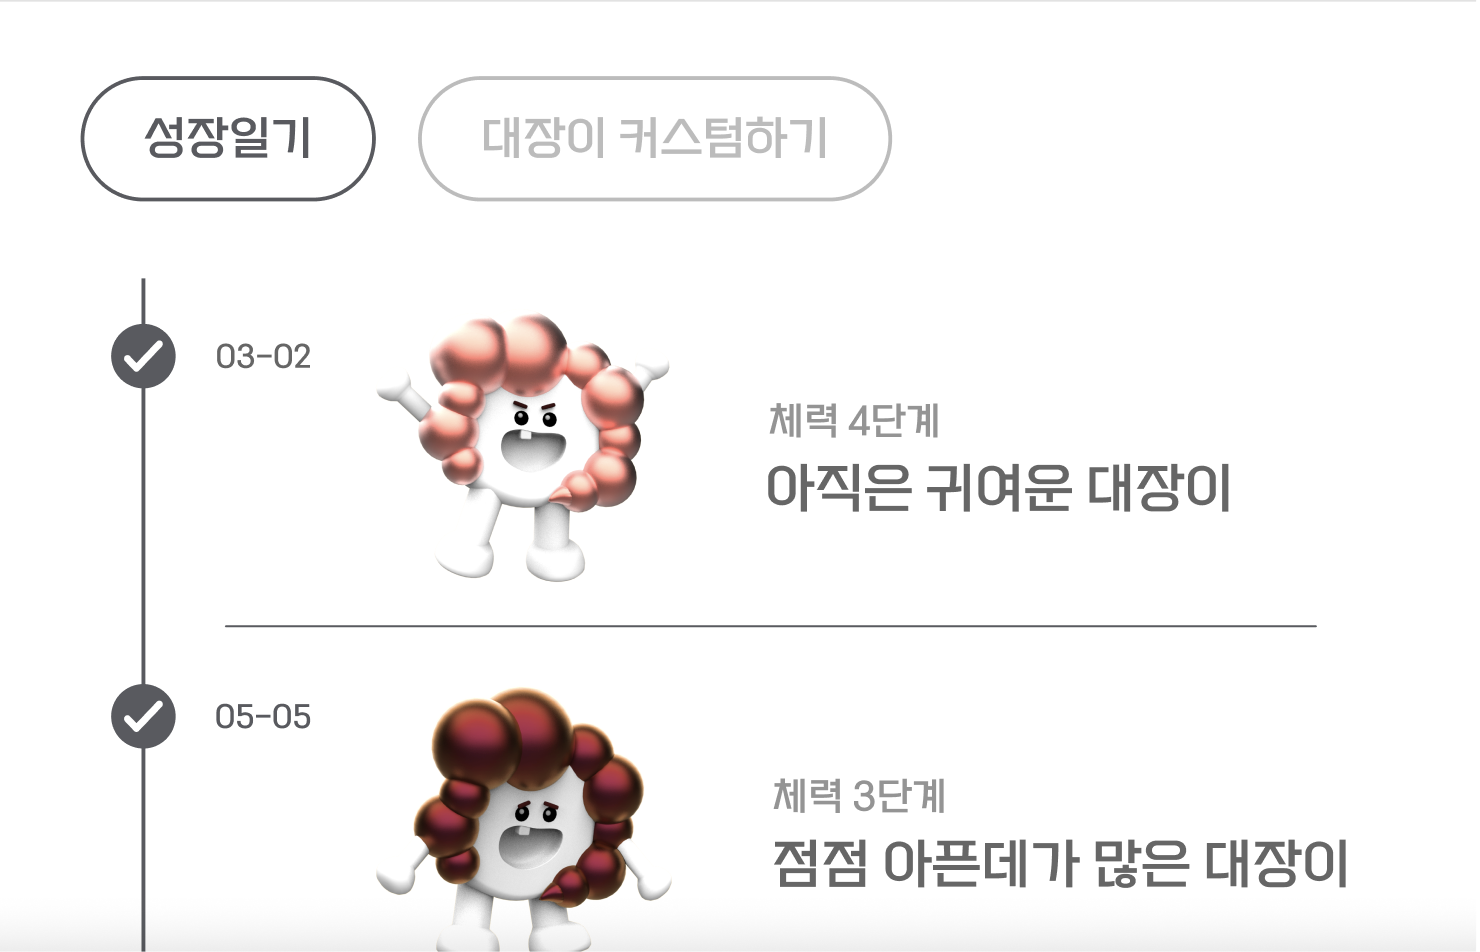 성장일기
대장이 커스텀하기
03-02
체력 4단계
아직은 귀여운 대장이
05-05
체력 3단계
점점 아픈데가 많은 대장이